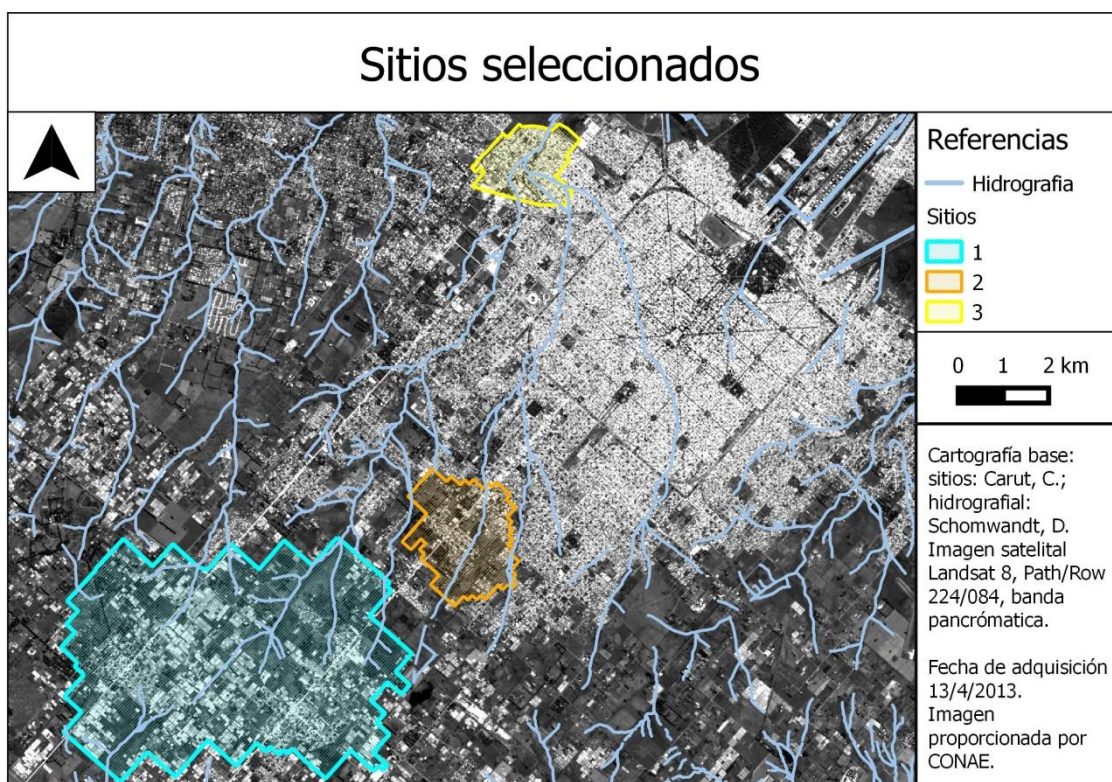 Sitios seleccionados
Referencias
Hidrografia
Sitios
1
2
3
0 1 2 km
Cartografía base:
sitios: Carut, C.;
hidrografial:
Schomwandt, D.
Imagen satelital
Landsat 8, Path/Row
224/084, banda
pancrómatica.
Fecha de adquisición
13/4/2013.
Imagen
proporcionada por
CONAE.